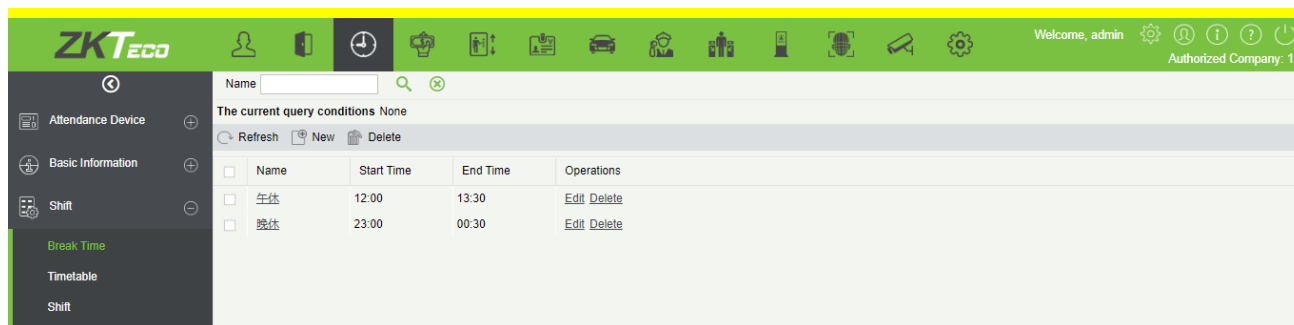 ZKTECO
Welcome, admin
Authorized Company: 1
Name
The current query conditions None
Refresh New Delete
Name Start Time End Time Operations
午休 12:00 13:30 Edit Delete
晚休 23:00 00:30 Edit Delete
Attendance Device
Basic Information
Shift
Break Time
Timetable
Shift